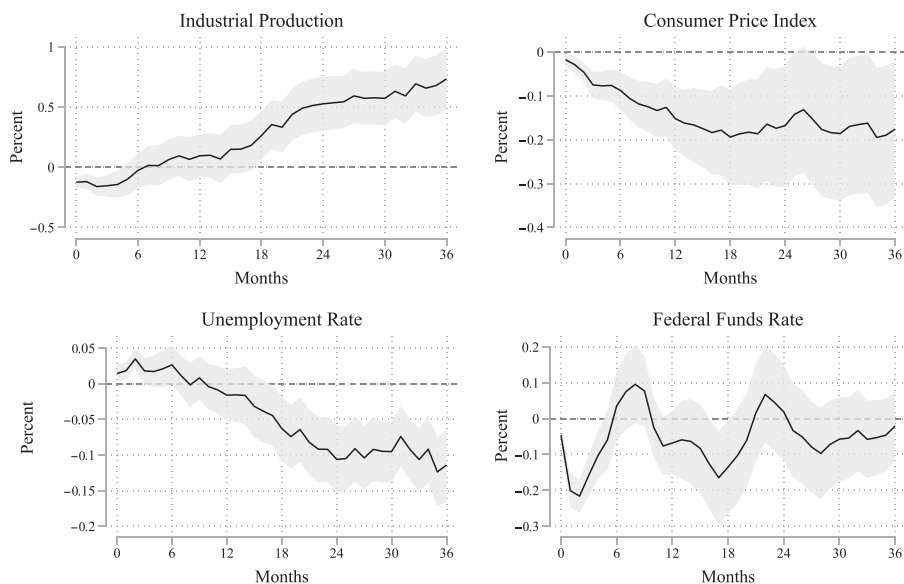 Industrial Production
Percent
1
0.5
0
−0.5
0 6 12 18 24 30 36
Months
Consumer Price Index
Percent
0
−0.1
−0.2
−0.3
−0.4
0 6 12 18 24 30 36
Months
Unemployment Rate
Percent
0.05
0
−0.05
−0.1
−0.15
−0.2
0 6 12 18 24 30 36
Months
Federal Funds Rate
Percent
0.2
0.1
0
−0.1
−0.2
−0.3
0 6 12 18 24 30 36
Months